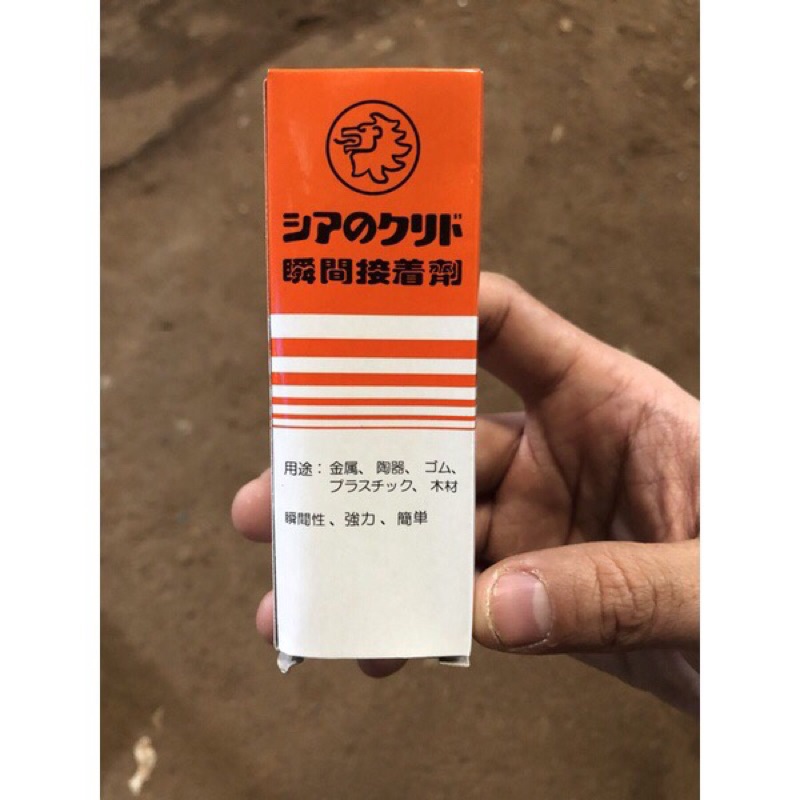 シアのクリド
瞬間接着劑
用途：金属、陶器、ゴム、
プラスチック、木材
瞬間性、強力、簡単